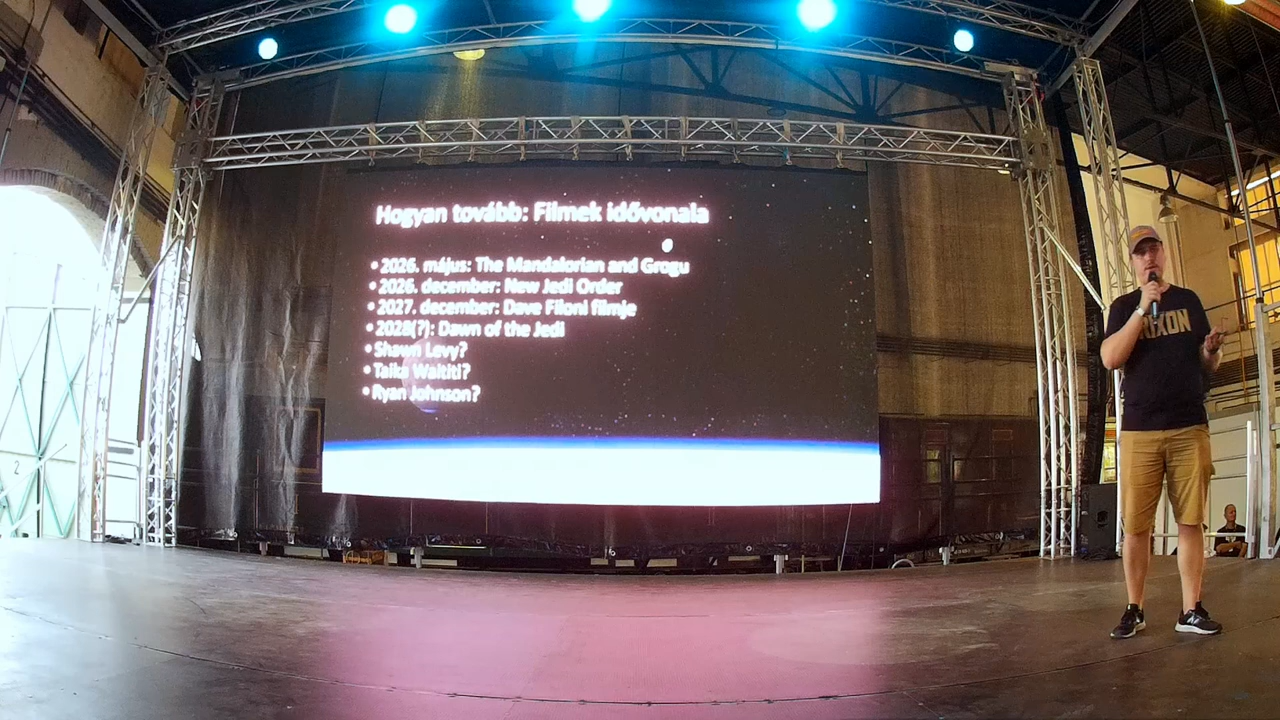 Hogyan tovább: Filmek idővonala
• 2026. május: The Mandalorian and Grogu
• 2026. december: New Jedi Order
• 2027. december: Dave Filoni filmje
• 2028(?): Dawn of the Jedi
• Shawn Levy?
• Taika Waititi?
• Ryan Johnson?
NIXON
2